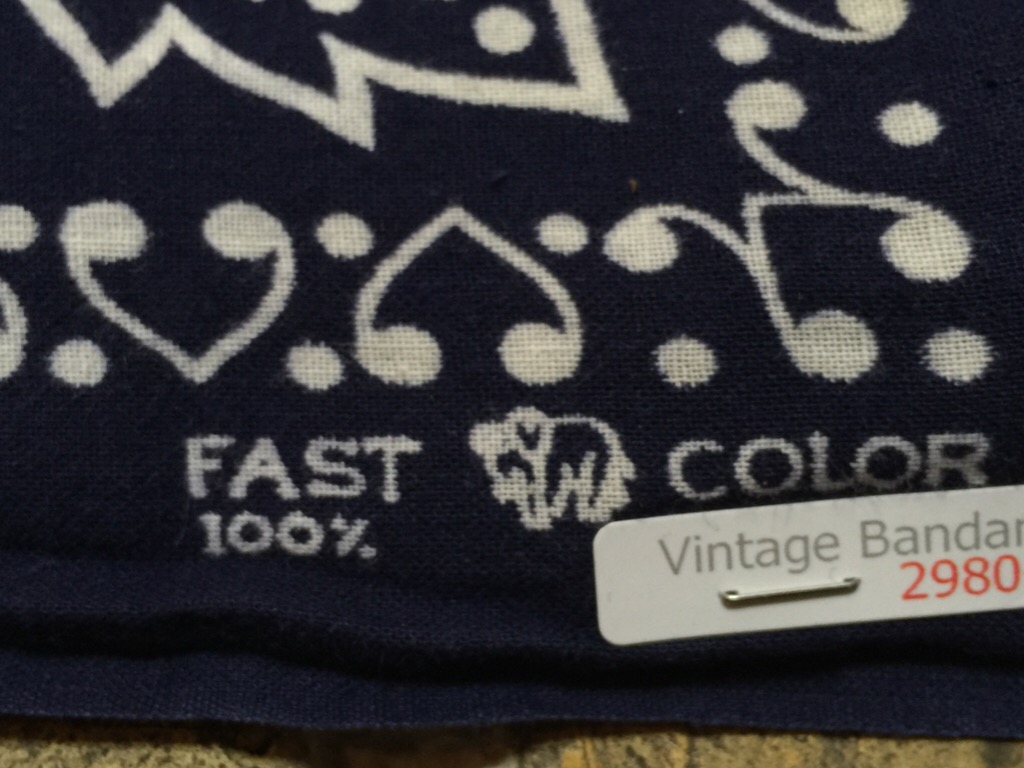 FAST COLOR
100%
Vintage Bandan
2980